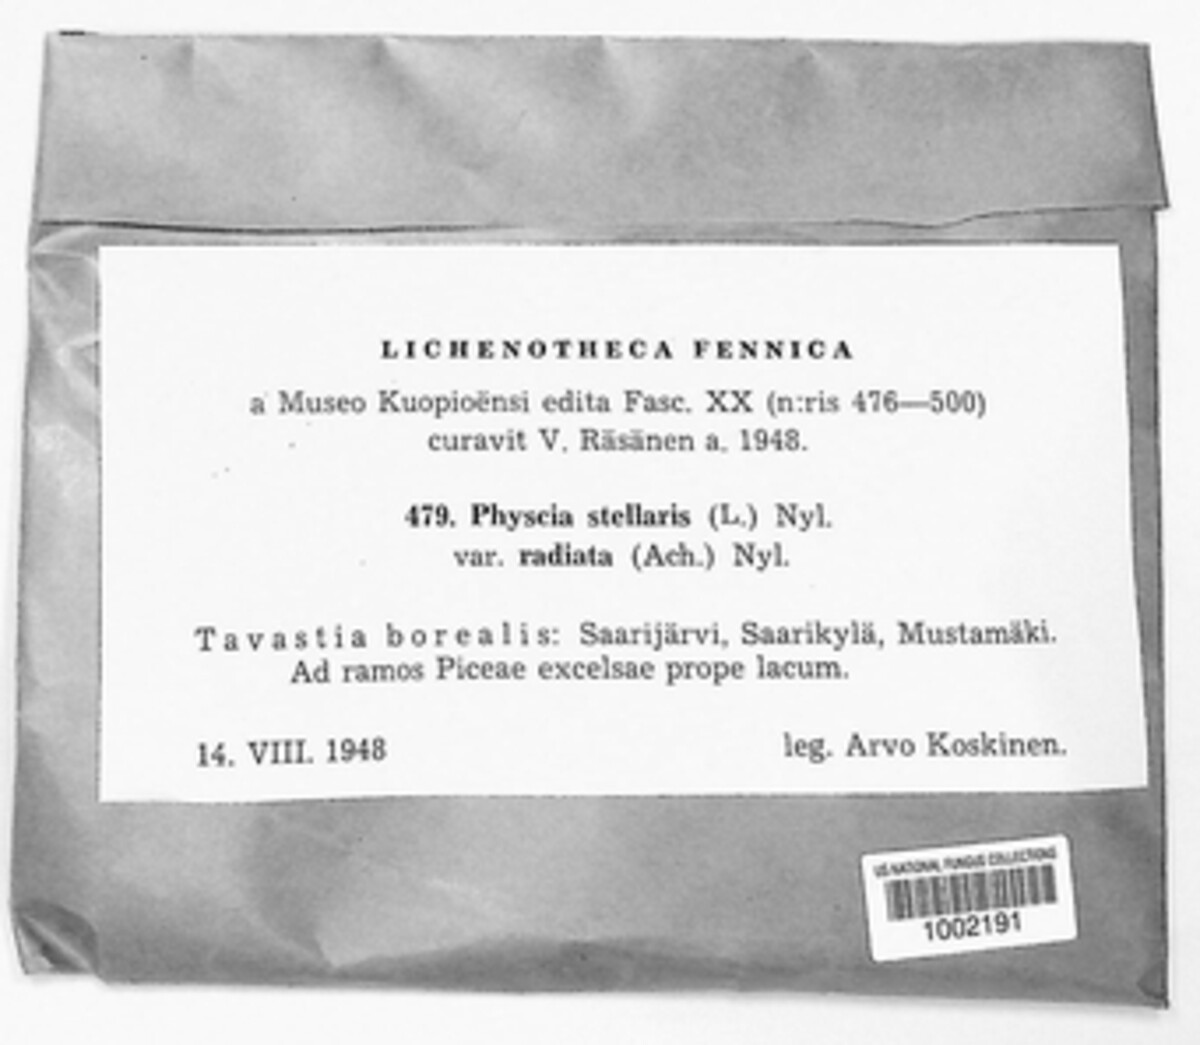 LICHENOTHECA FENNICA
a Museo Kuopioënsi edita Fasc. XX (n:ris 476—500)
curavit V. Räsänen a. 1948.
479. Physcia stellaris (L.) Nyl.
var. radiata (Ach.) Nyl.
Tavastia borealis: Saarijärvi, Saarikylä, Mustamäki.
Ad ramos Piceae excelsae prope lacum.
14. VIII. 1948
leg. Arvo Koskinen.
US NATIONAL FUNGUS COLLECTIONS
1002191